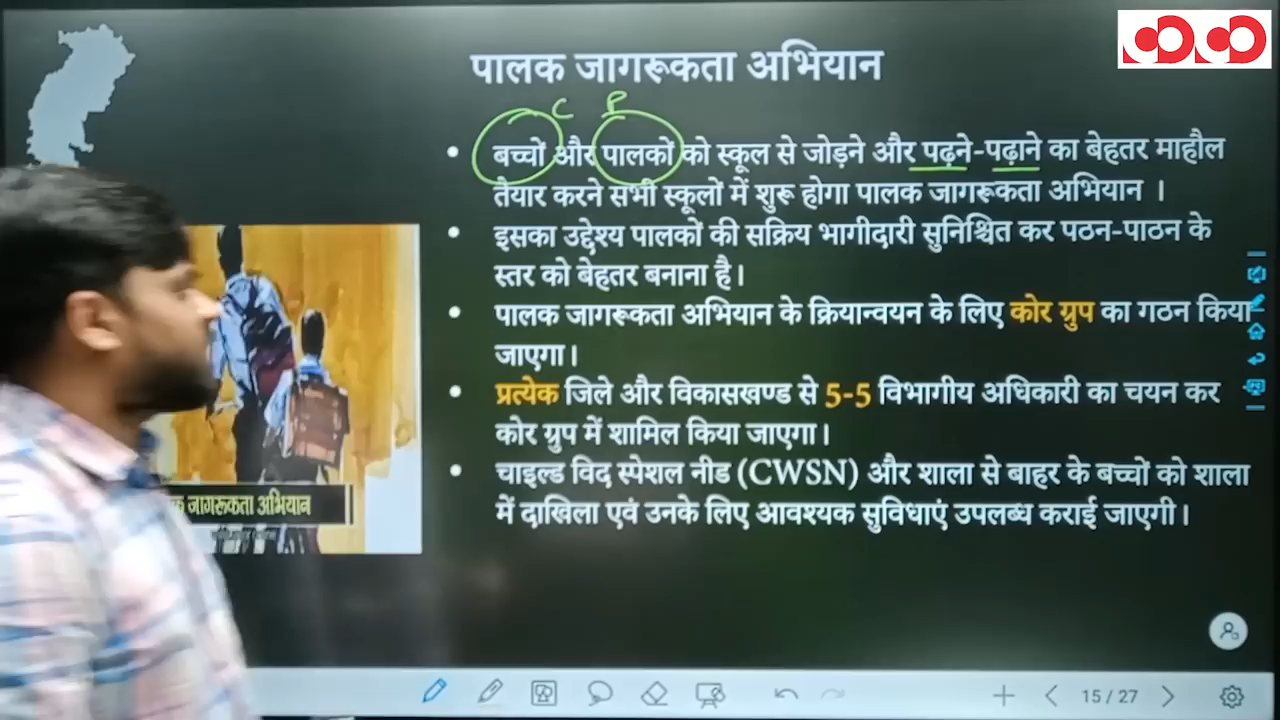 पालक जागरूकता अभियान
C P
• बच्चों और पालकों को स्कूल से जोड़ने और पढ़ने-पढ़ाने का बेहतर माहौल
तैयार करने सभी स्कूलों में शुरू होगा पालक जागरूकता अभियान ।
• इसका उद्देश्य पालकों की सक्रिय भागीदारी सुनिश्चित कर पठन-पाठन के
स्तर को बेहतर बनाना है।
• पालक जागरूकता अभियान के क्रियान्वयन के लिए कोर ग्रुप का गठन किया
जाएगा।
• प्रत्येक जिले और विकासखण्ड से 5-5 विभागीय अधिकारी का चयन कर
कोर ग्रुप में शामिल किया जाएगा।
• चाइल्ड विद स्पेशल नीड (CWSN) और शाला से बाहर के बच्चों को शाला
में दाखिला एवं उनके लिए आवश्यक सुविधाएं उपलब्ध कराई जाएगी।
जागरूकता अभियान
15 / 27